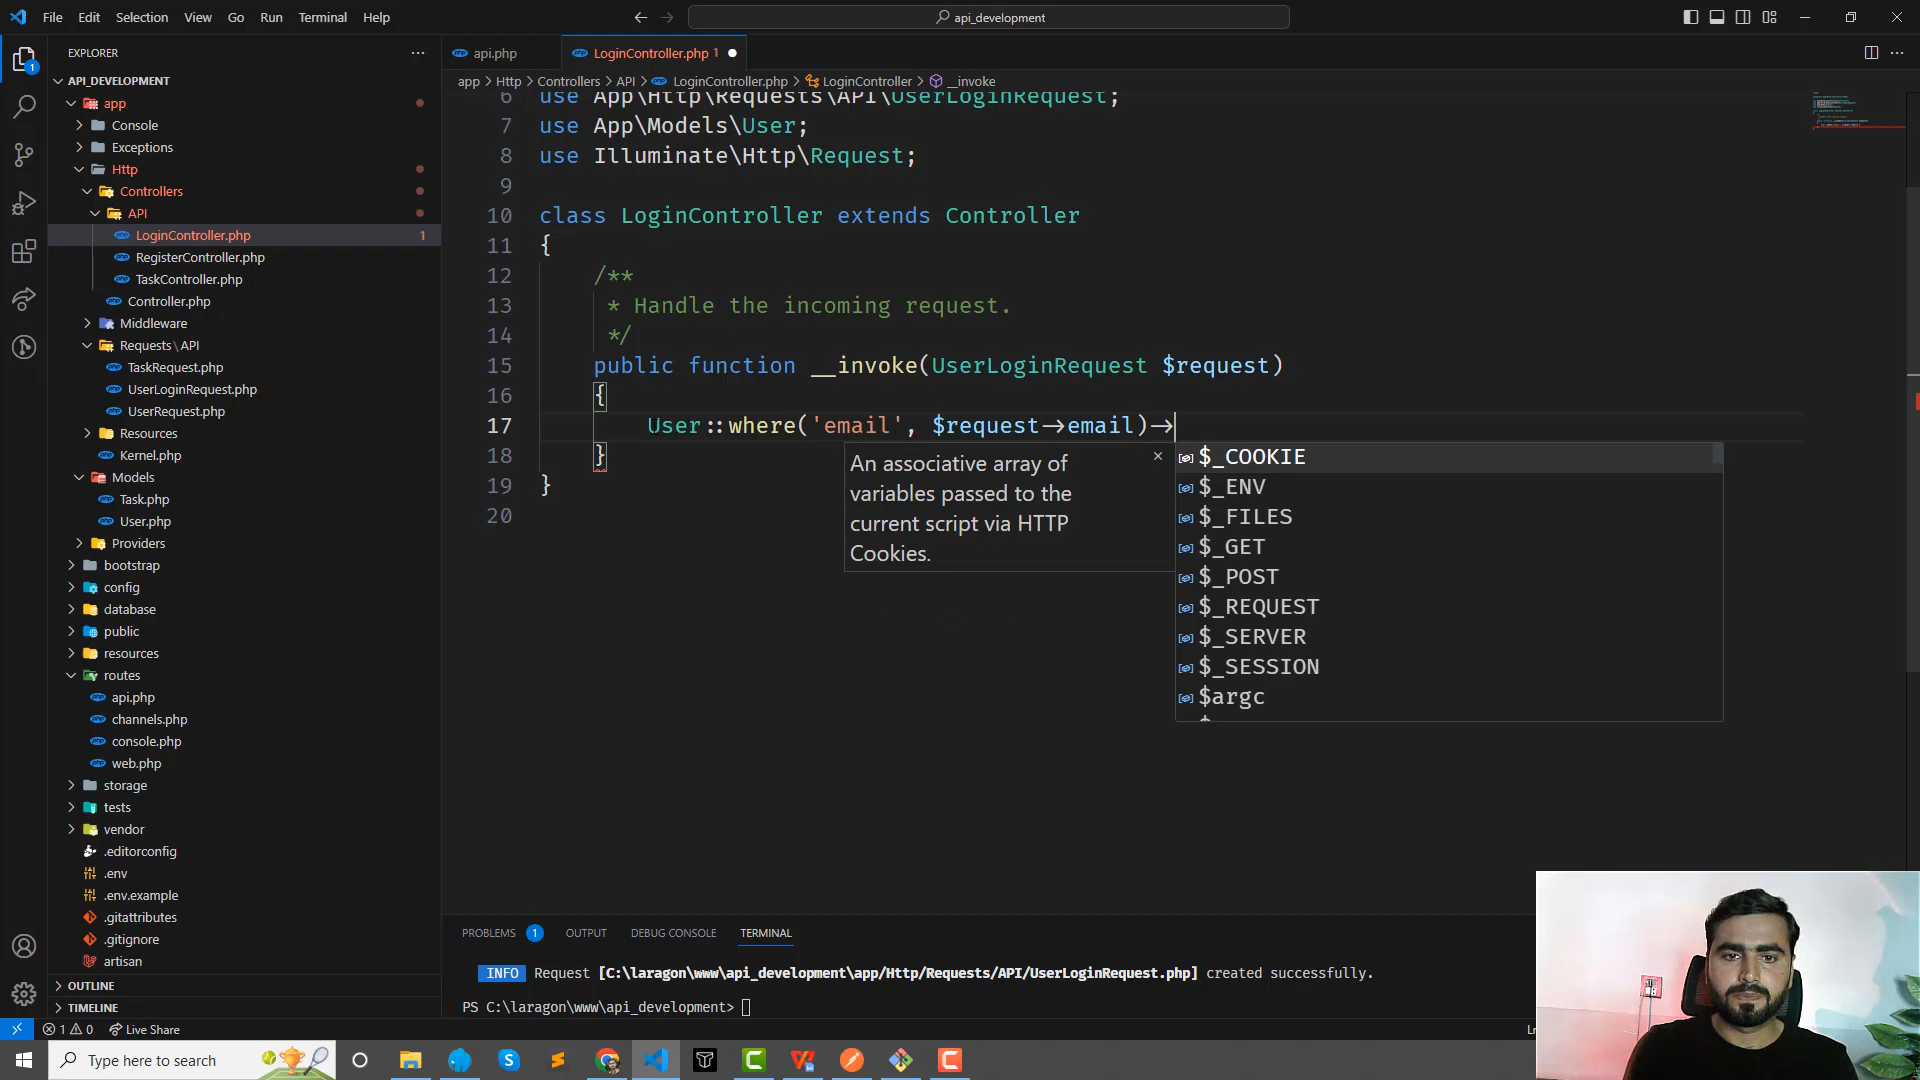 File Edit Selection View Go Run Terminal Help
api_development
EXPLORER
API_DEVELOPMENT
app
Console
Exceptions
Http
Controllers
API
LoginController.php 1
RegisterController.php
TaskController.php
Controller.php
Middleware
Requests\API
TaskRequest.php
UserLoginRequest.php
UserRequest.php
Resources
Kernel.php
Models
Task.php
User.php
Providers
bootstrap
config
database
public
resources
routes
api.php
channels.php
console.php
web.php
storage
tests
vendor
.editorconfig
.env
.env.example
.gitattributes
.gitignore
artisan
OUTLINE
TIMELINE
api.php LoginController.php 1
app > Http > Controllers > API > LoginController.php > LoginController > __invoke
6 use App\Http\Requests\API\UserLoginRequest;
7 use App\Models\User;
8 use Illuminate\Http\Request;
9
10 class LoginController extends Controller
11 {
12 /**
13 * Handle the incoming request.
14 */
15 public function __invoke(UserLoginRequest $request)
16 {
17 User::where('email', $request->email)->
18 }
19 }
20
An associative array of
variables passed to the
current script via HTTP
Cookies.
$_COOKIE
$_ENV
$_FILES
$_GET
$_POST
$_REQUEST
$_SERVER
$_SESSION
$argc
PROBLEMS 1 OUTPUT DEBUG CONSOLE TERMINAL
INFO Request [C:\laragon\www\api_development\app/Http/Requests/API/UserLoginRequest.php] created successfully.
PS C:\laragon\www\api_development>
1 0 Live Share
Type here to search